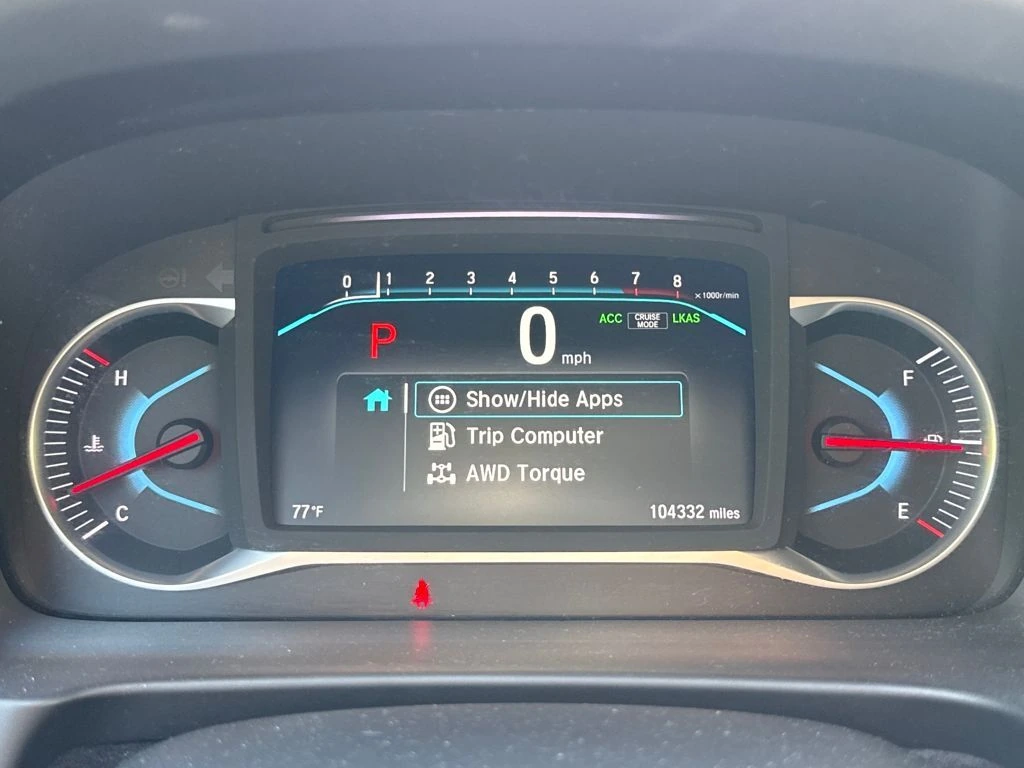 0 1 2 3 4 5 6 7 8 x1000r/min
P 0 mph ACC CRUISE MODE LKAS
H
F
Show/Hide Apps
Trip Computer
AWD Torque
C
E
77°F
104332 miles